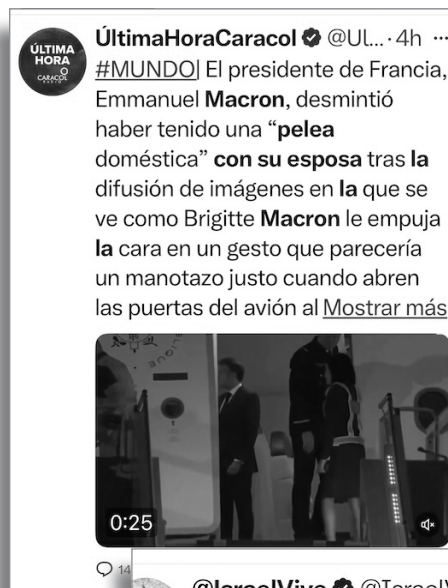 ÚLTIMA
HORA
CARACOL
RADIO
ÚltimaHoraCaracol @Ul... · 4h ...
#MUNDO| El presidente de Francia,
Emmanuel Macron, desmintió
haber tenido una “pelea
doméstica” con su esposa tras la
difusión de imágenes en la que se
ve como Brigitte Macron le empuja
la cara en un gesto que parecería
un manotazo justo cuando abren
las puertas del avión al Mostrar más
0:25
14
@IsraelVive